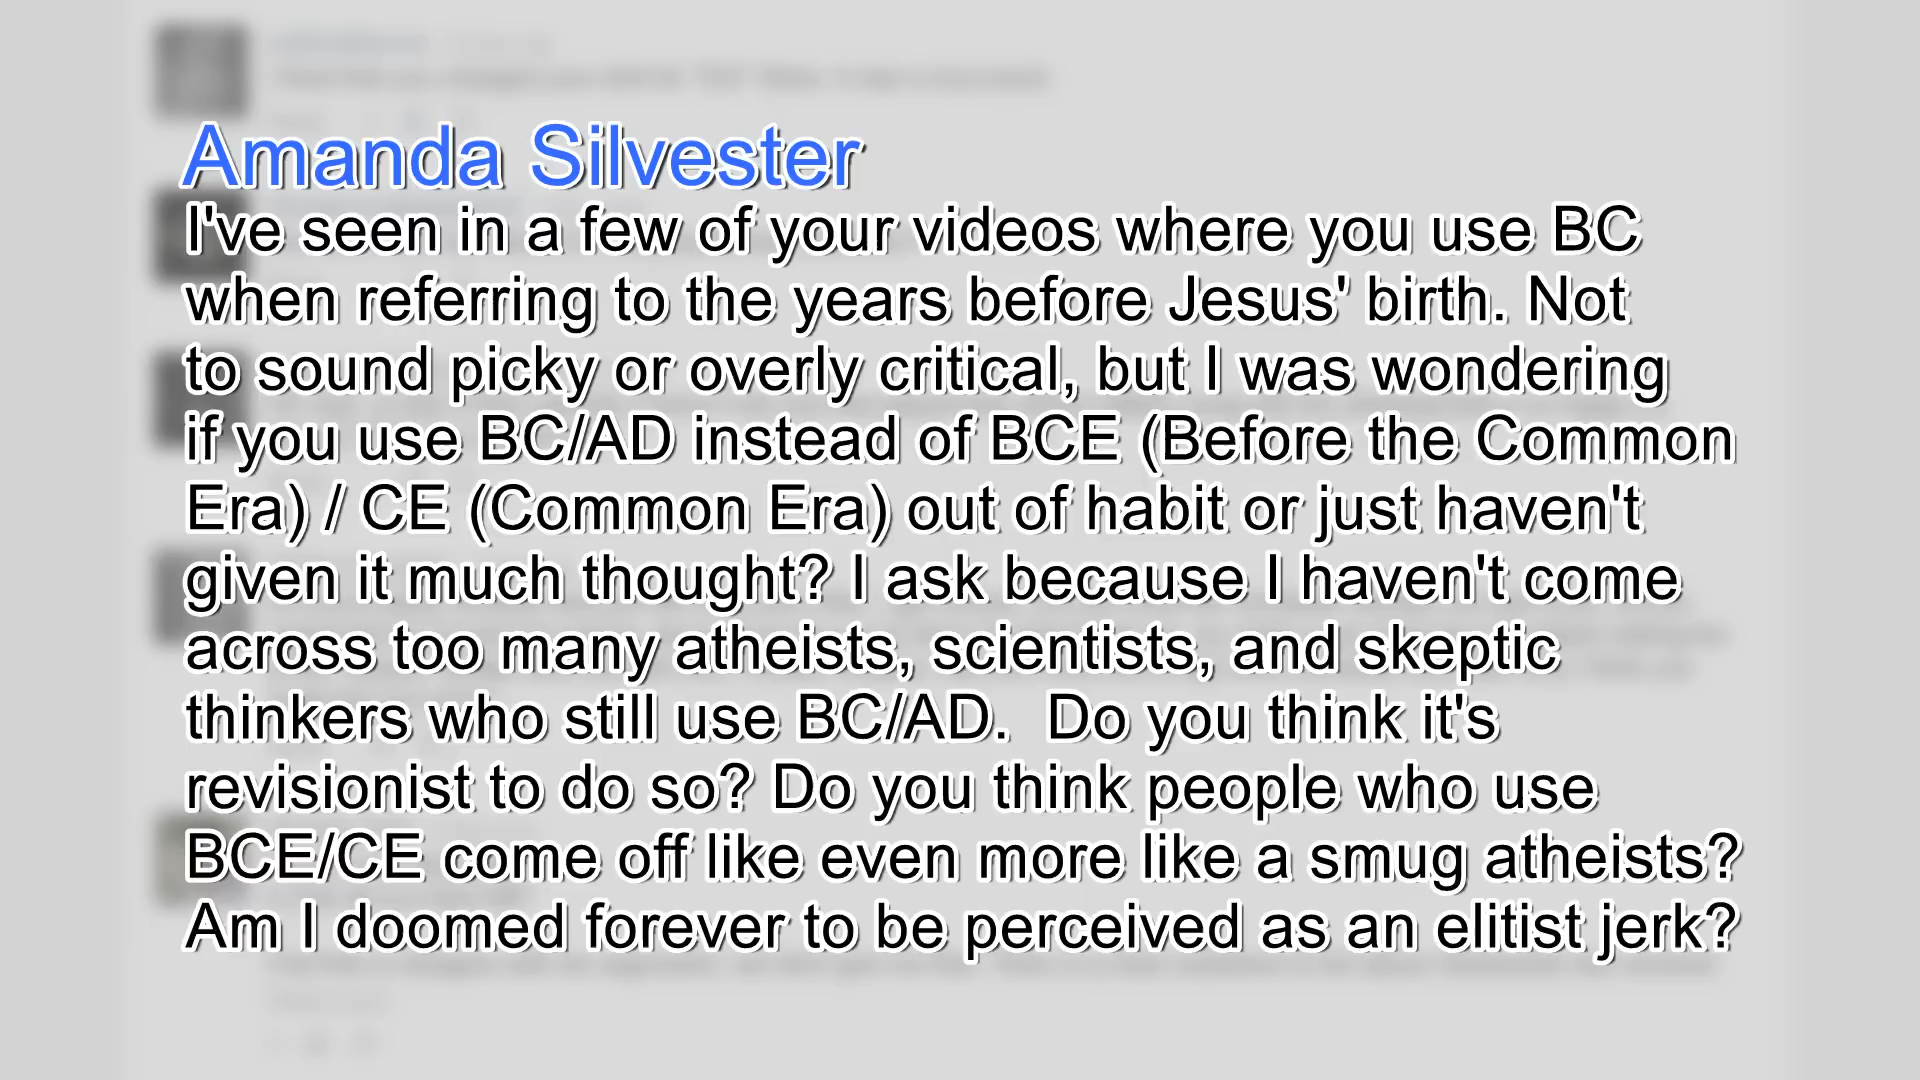 Amanda Silvester
I've seen in a few of your videos where you use BC
when referring to the years before Jesus' birth. Not
to sound picky or overly critical, but I was wondering
if you use BC/AD instead of BCE (Before the Common
Era) / CE (Common Era) out of habit or just haven't
given it much thought? I ask because I haven't come
across too many atheists, scientists, and skeptic
thinkers who still use BC/AD.  Do you think it's
revisionist to do so? Do you think people who use
BCE/CE come off like even more like a smug atheists?
Am I doomed forever to be perceived as an elitist jerk?